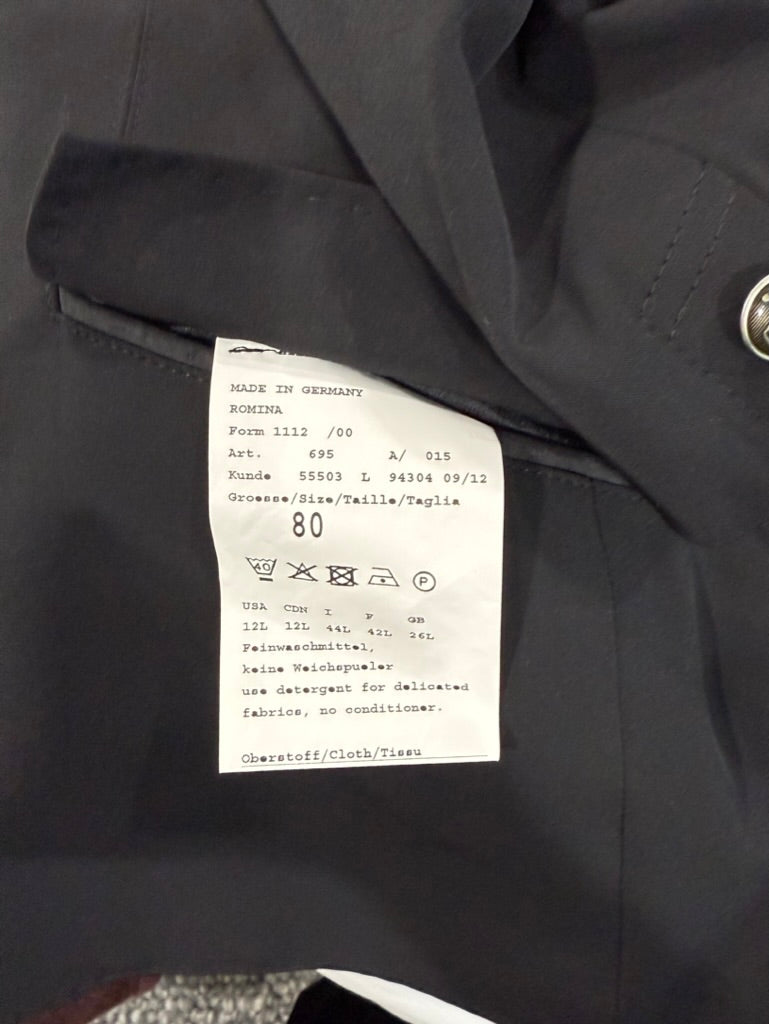 MADE IN GERMANY
ROMINA
Form 1112 /00
Art. 695 A/ 015
Kunde 55503 L 94304 09/12
Groesse/Size/Taille/Taglia
80
40 P
USA CDN I F GB
12L 12L 44L 42L 26L
Feinwaschmittel,
keine Weichspueler
use detergent for delicated
fabrics, no conditioner.
Oberstoff/Cloth/Tissu